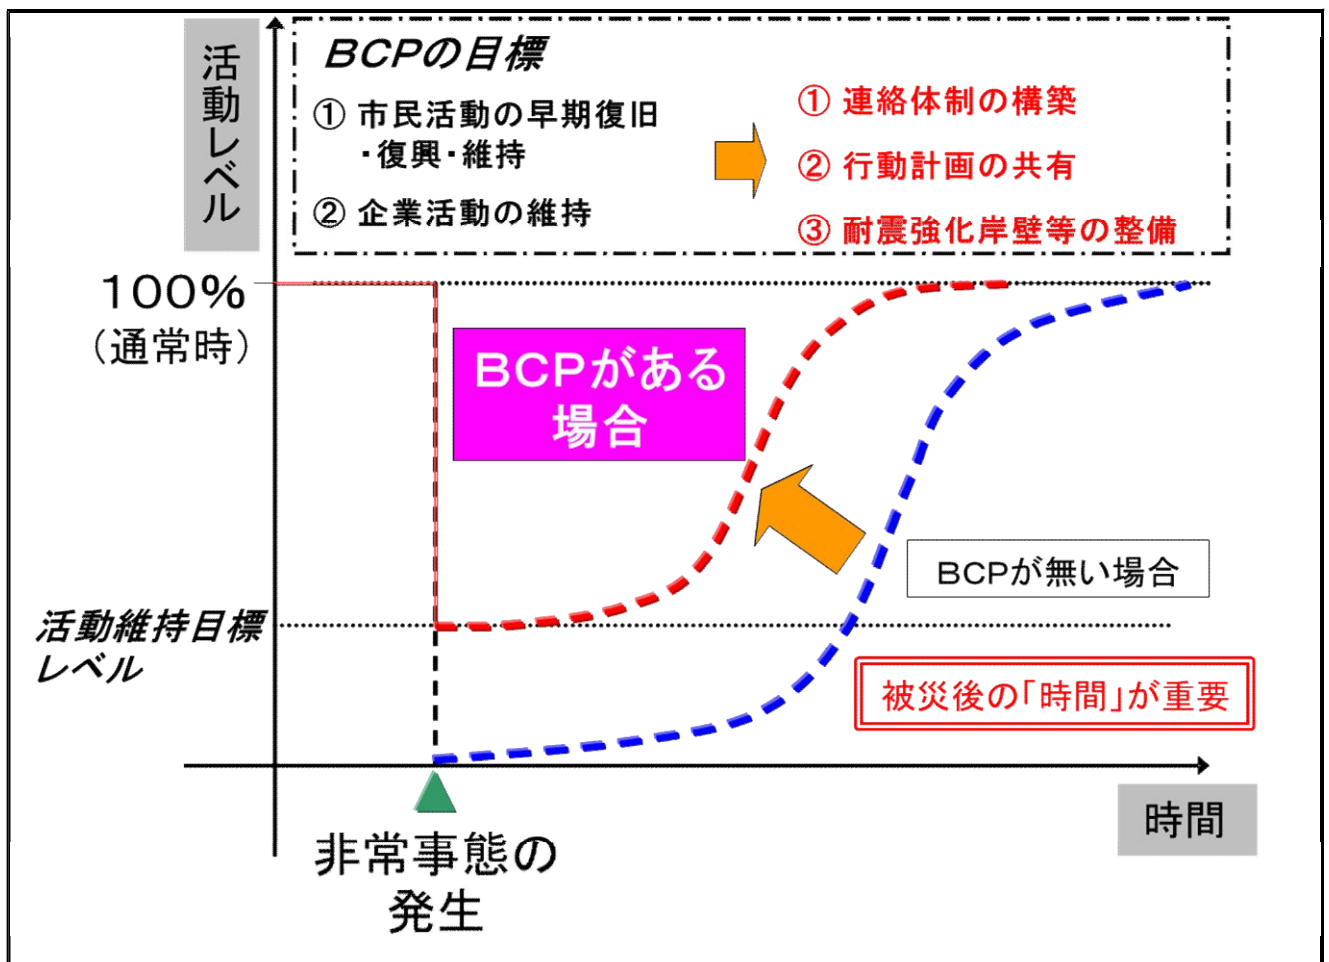 活動レベル
BCPの目標
① 市民活動の早期復旧
・復興・維持
② 企業活動の維持
① 連絡体制の構築
② 行動計画の共有
③ 耐震強化岸壁等の整備
100%
(通常時)
BCPがある
場合
BCPが無い場合
活動維持目標
レベル
被災後の「時間」が重要
時間
非常事態の
発生